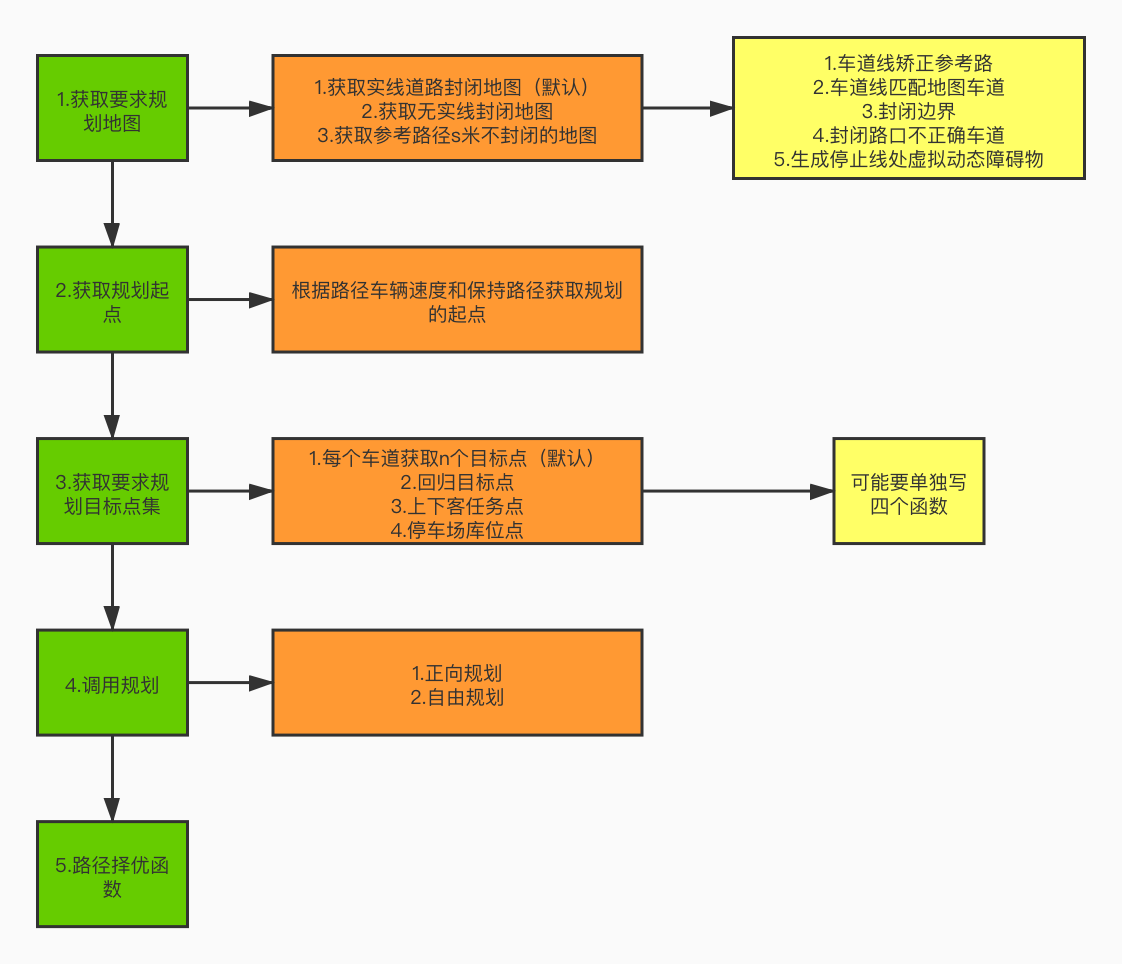 1.获取要求规
划地图
1.获取实线道路封闭地图（默认）
2.获取无实线封闭地图
3.获取参考路径s米不封闭的地图
1.车道线矫正参考路
2.车道线匹配地图车道
3.封闭边界
4.封闭路口不正确车道
5.生成停止线处虚拟动态障碍物
2.获取规划起
点
根据路径车辆速度和保持路径获取规划
的起点
3.获取要求规
划目标点集
1.每个车道获取n个目标点（默认）
2.回归目标点
3.上下客任务点
4.停车场库位点
可能要单独写
四个函数
4.调用规划
1.正向规划
2.自由规划
5.路径择优函
数